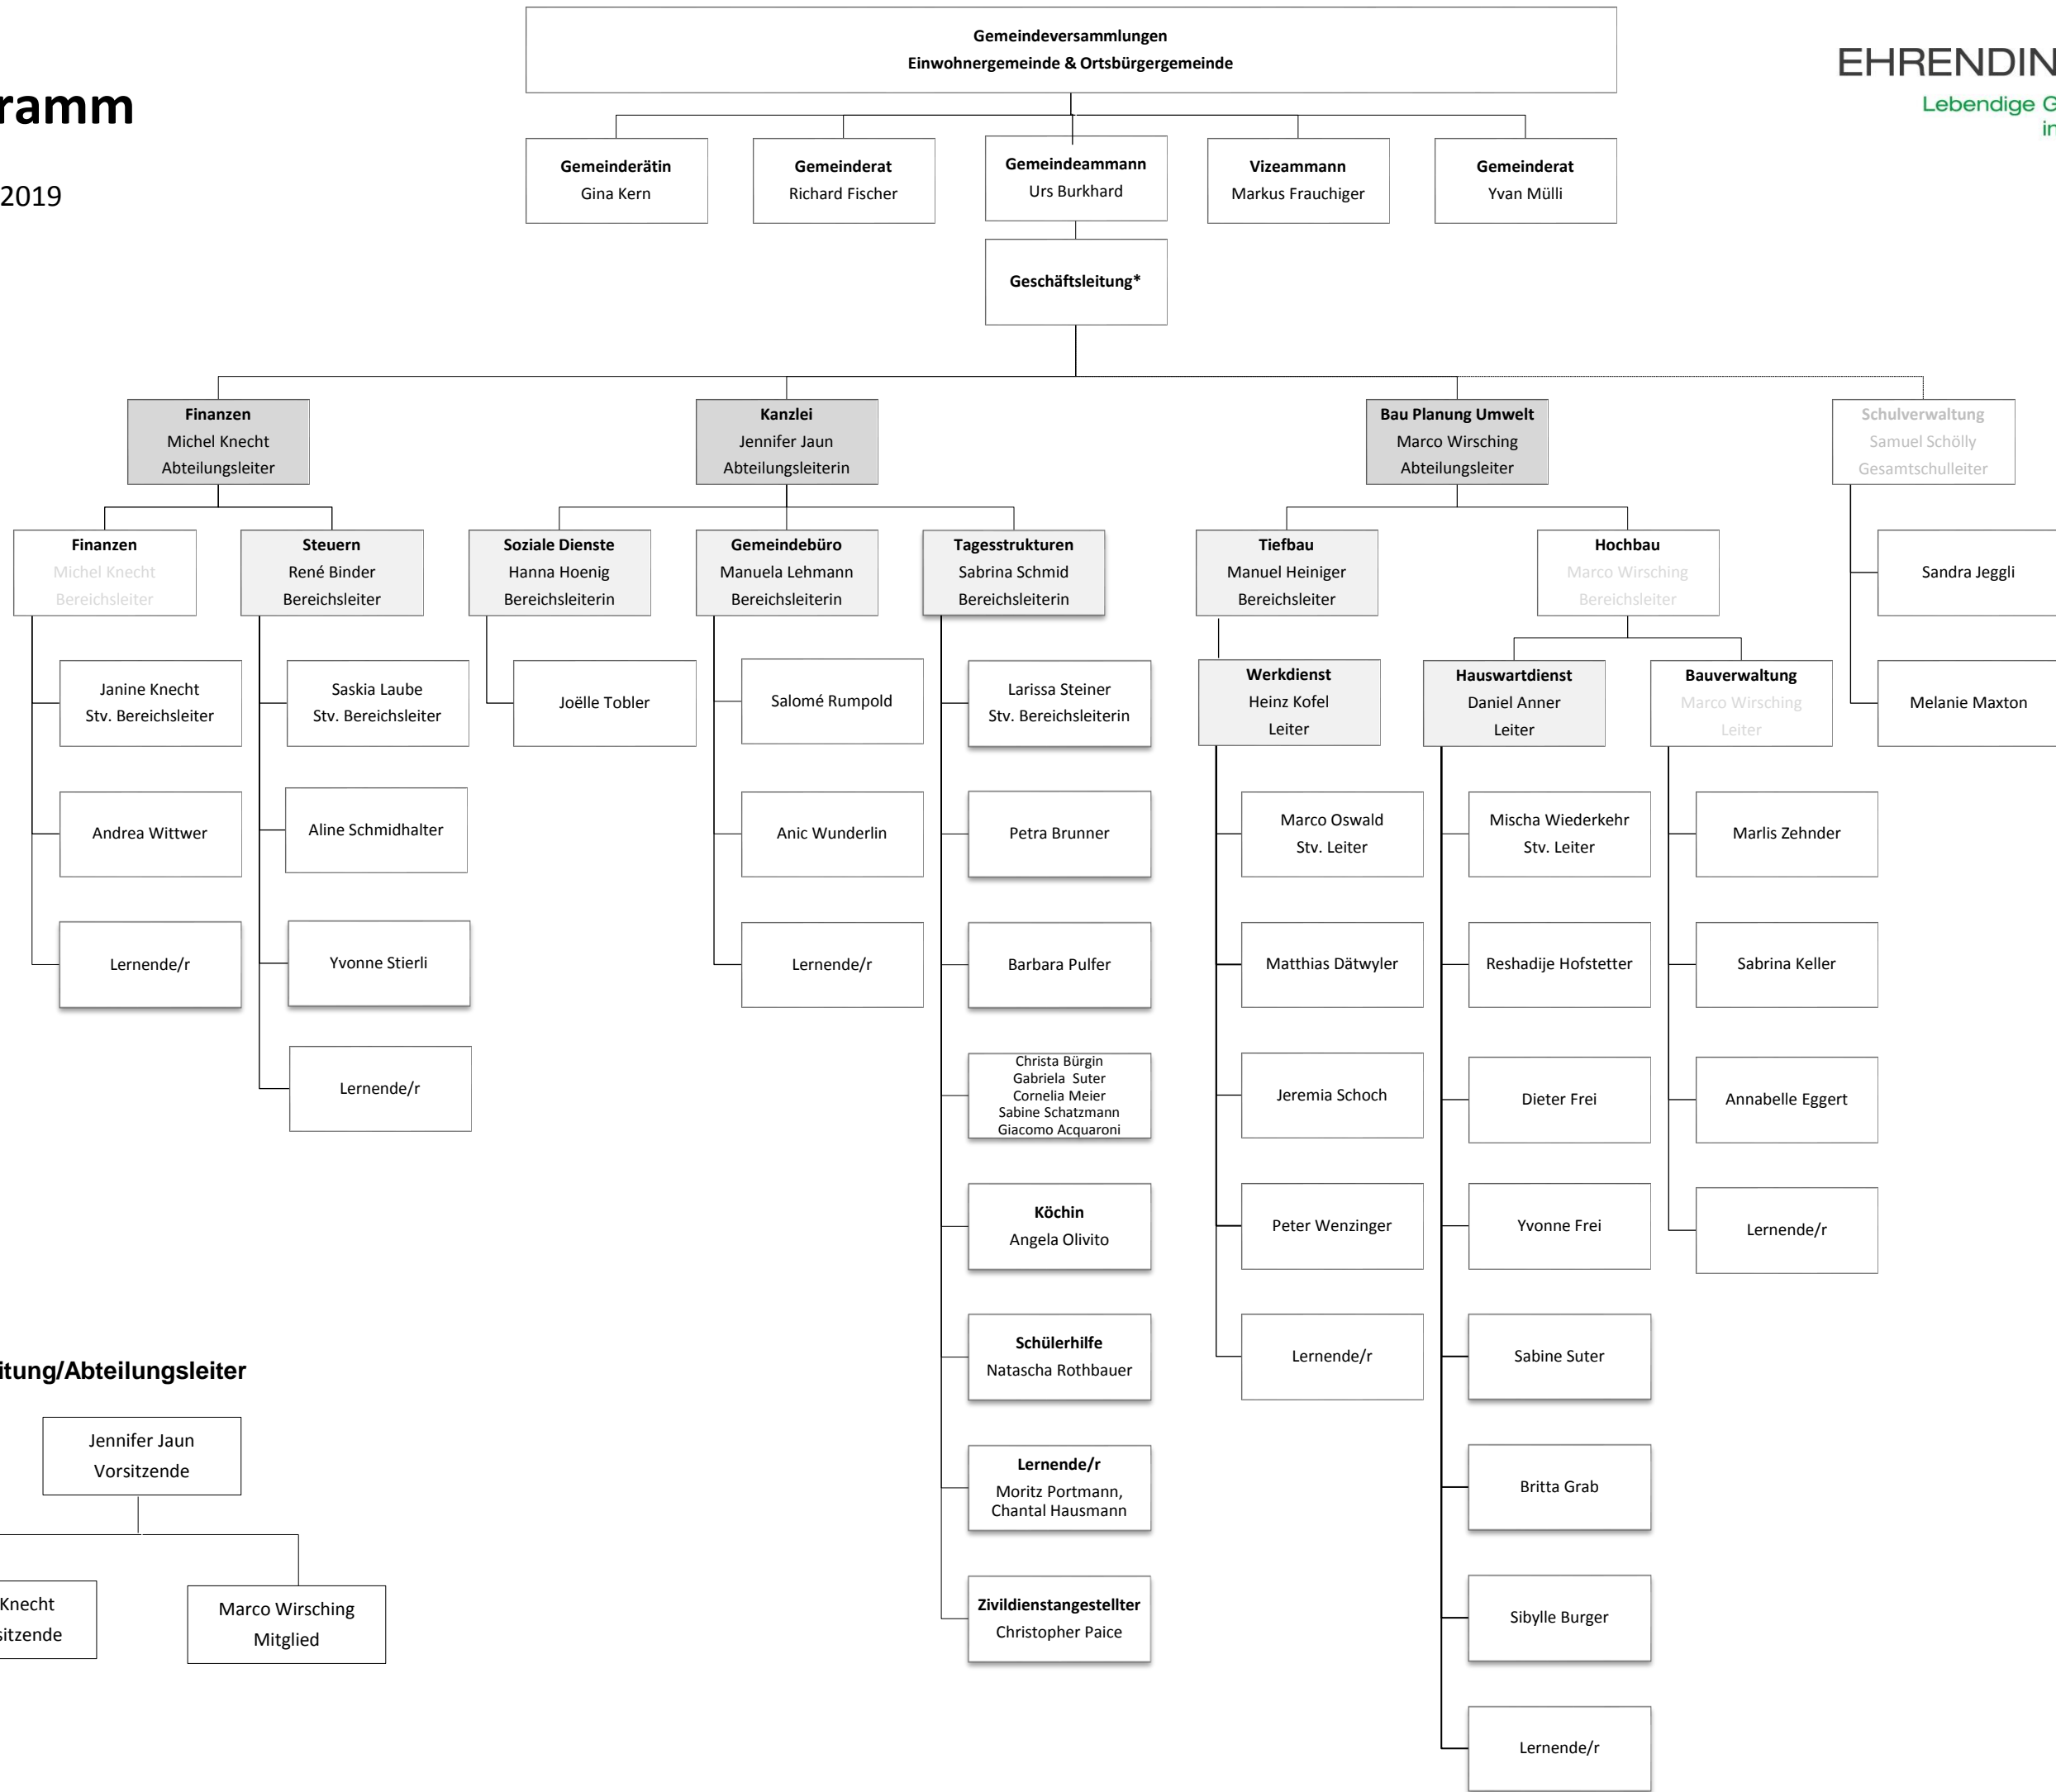 Gemeindeversammlungen
Einwohnergemeinde & Ortsbürgergemeinde
EHRENDIN
Lebendige G
in
ramm
2019
Gemeinderätin
Gina Kern
Gemeinderat
Richard Fischer
Gemeindeammann
Urs Burkhard
Vizeammann
Markus Frauchiger
Gemeinderat
Yvan Mülli
Geschäftsleitung*
Finanzen
Michel Knecht
Abteilungsleiter
Kanzlei
Jennifer Jaun
Abteilungsleiterin
Bau Planung Umwelt
Marco Wirsching
Abteilungsleiter
Schulverwaltung
Samuel Schölly
Gesamtschulleiter
Finanzen
Michel Knecht
Bereichsleiter
Steuern
René Binder
Bereichsleiter
Soziale Dienste
Hanna Hoenig
Bereichsleiterin
Gemeindebüro
Manuela Lehmann
Bereichsleiterin
Tagesstrukturen
Sabrina Schmid
Bereichsleiterin
Tiefbau
Manuel Heiniger
Bereichsleiter
Hochbau
Marco Wirsching
Bereichsleiter
Sandra Jeggli
Janine Knecht
Stv. Bereichsleiter
Saskia Laube
Stv. Bereichsleiter
Joëlle Tobler
Salomé Rumpold
Larissa Steiner
Stv. Bereichsleiterin
Werkdienst
Heinz Kofel
Leiter
Hauswartdienst
Daniel Anner
Leiter
Bauverwaltung
Marco Wirsching
Leiter
Melanie Maxton
Andrea Wittwer
Aline Schmidhalter
Anic Wunderlin
Petra Brunner
Marco Oswald
Stv. Leiter
Mischa Wiederkehr
Stv. Leiter
Marlis Zehnder
Lernende/r
Yvonne Stierli
Lernende/r
Barbara Pulfer
Matthias Dätwyler
Reshadije Hofstetter
Sabrina Keller
Lernende/r
Christa Bürgin
Gabriela Suter
Cornelia Meier
Sabine Schatzmann
Giacomo Acquaroni
Jeremia Schoch
Dieter Frei
Annabelle Eggert
Köchin
Angela Olivito
Peter Wenzinger
Yvonne Frei
Lernende/r
Schülerhilfe
Natascha Rothbauer
Lernende/r
Sabine Suter
Lernende/r
Moritz Portmann,
Chantal Hausmann
Britta Grab
Zivildienstangestellter
Christopher Paice
Sibylle Burger
Lernende/r
itung/Abteilungsleiter
Jennifer Jaun
Vorsitzende
Knecht
sitzende
Marco Wirsching
Mitglied